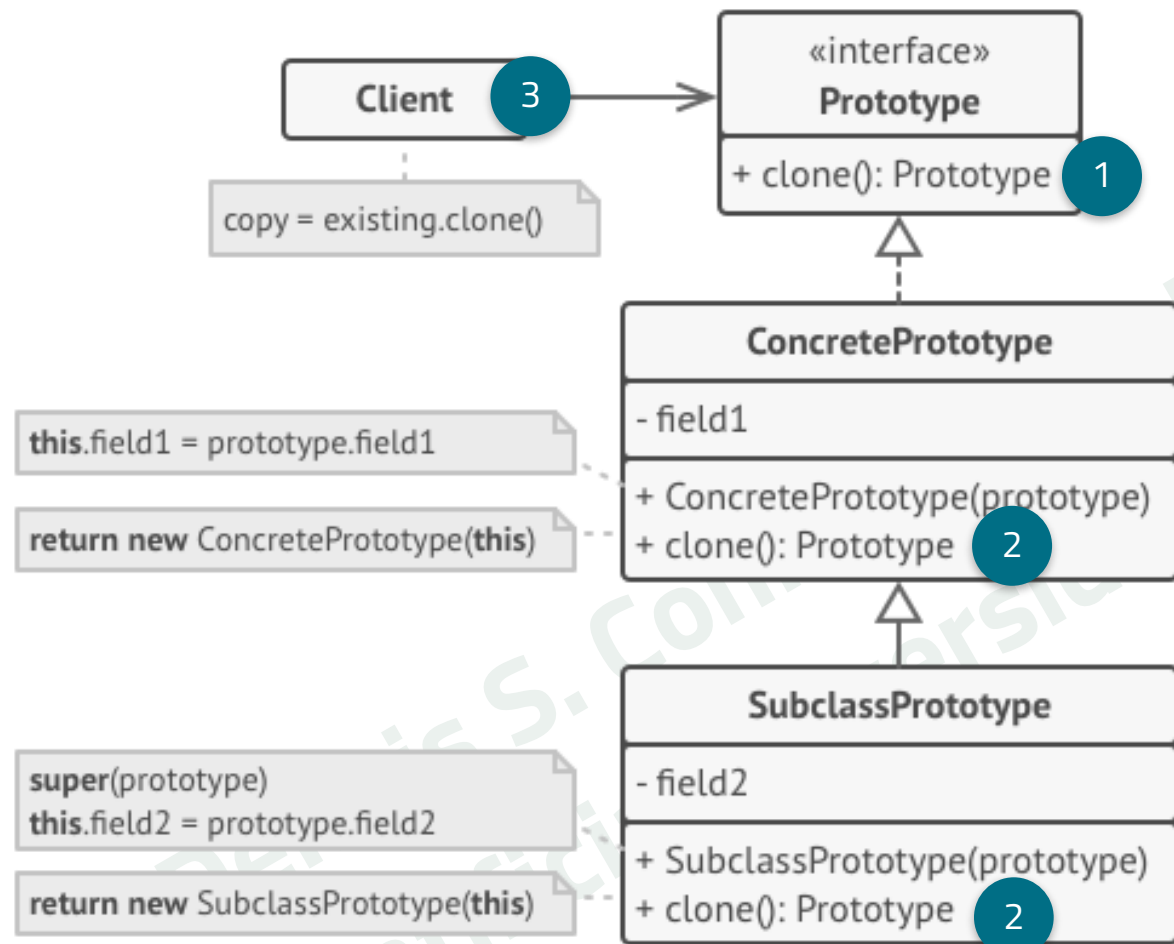 «interface»
Prototype
Client
3
+ clone(): Prototype
1
copy = existing.clone()
ConcretePrototype
- field1
this.field1 = prototype.field1
+ ConcretePrototype(prototype)
return new ConcretePrototype(this)
+ clone(): Prototype
2
SubclassPrototype
- field2
super(prototype)
this.field2 = prototype.field2
+ SubclassPrototype(prototype)
return new SubclassPrototype(this)
+ clone(): Prototype
2